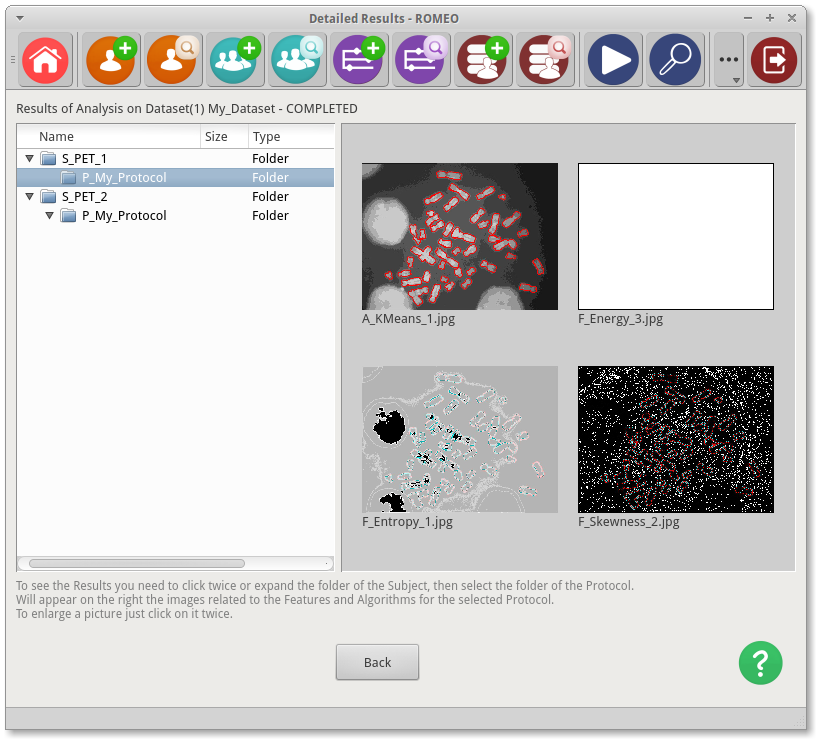 Detailed Results - ROMEO
Results of Analysis on Dataset(1) My_Dataset - COMPLETED
Name Size Type
S_PET_1 Folder
P_My_Protocol Folder
S_PET_2 Folder
P_My_Protocol Folder
A_KMeans_1.jpg
F_Energy_3.jpg
F_Entropy_1.jpg
F_Skewness_2.jpg
To see the Results you need to click twice or expand the folder of the Subject, then select the folder of the Protocol.
Will appear on the right the images related to the Features and Algorithms for the selected Protocol.
To enlarge a picture just click on it twice.
Back
?